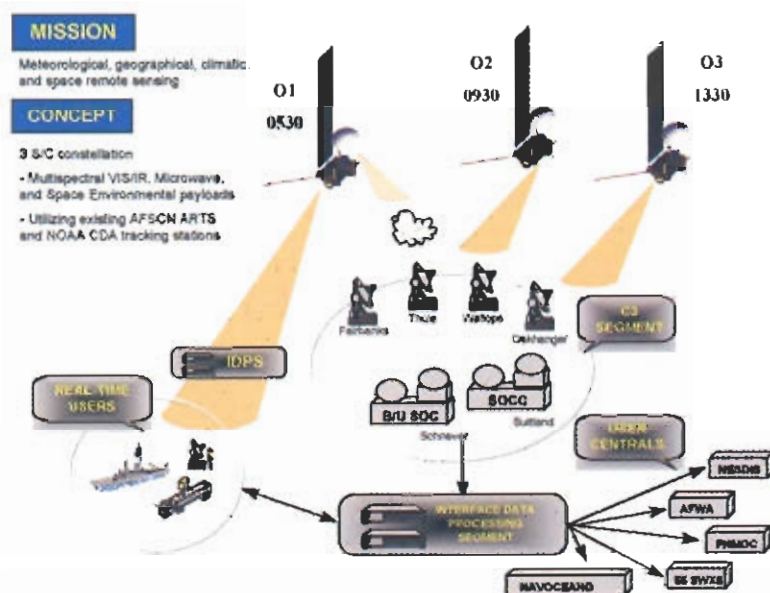 MISSION
Meteorological, geographical, climatic,
and space remote sensing
CONCEPT
3 S/C constellation
- Multispectral VIS/IR, Microwave,
and Space Environmental payloads
- Utilizing existing AFSCN ARTS
and NOAA CDA tracking stations
O1
0530
O2
0930
O3
1330
Fairbanks
Thule
Wallops
Oakhanger
C3
SEGMENT
IDPS
REAL-TIME
USERS
B/U SOC
Schriever
SOCC
Suitland
USER
CENTRALS
INTERFACE DATA
PROCESSING
SEGMENT
NESDIS
AFWA
FNMOC
55 SWXS
NAVOCEANO